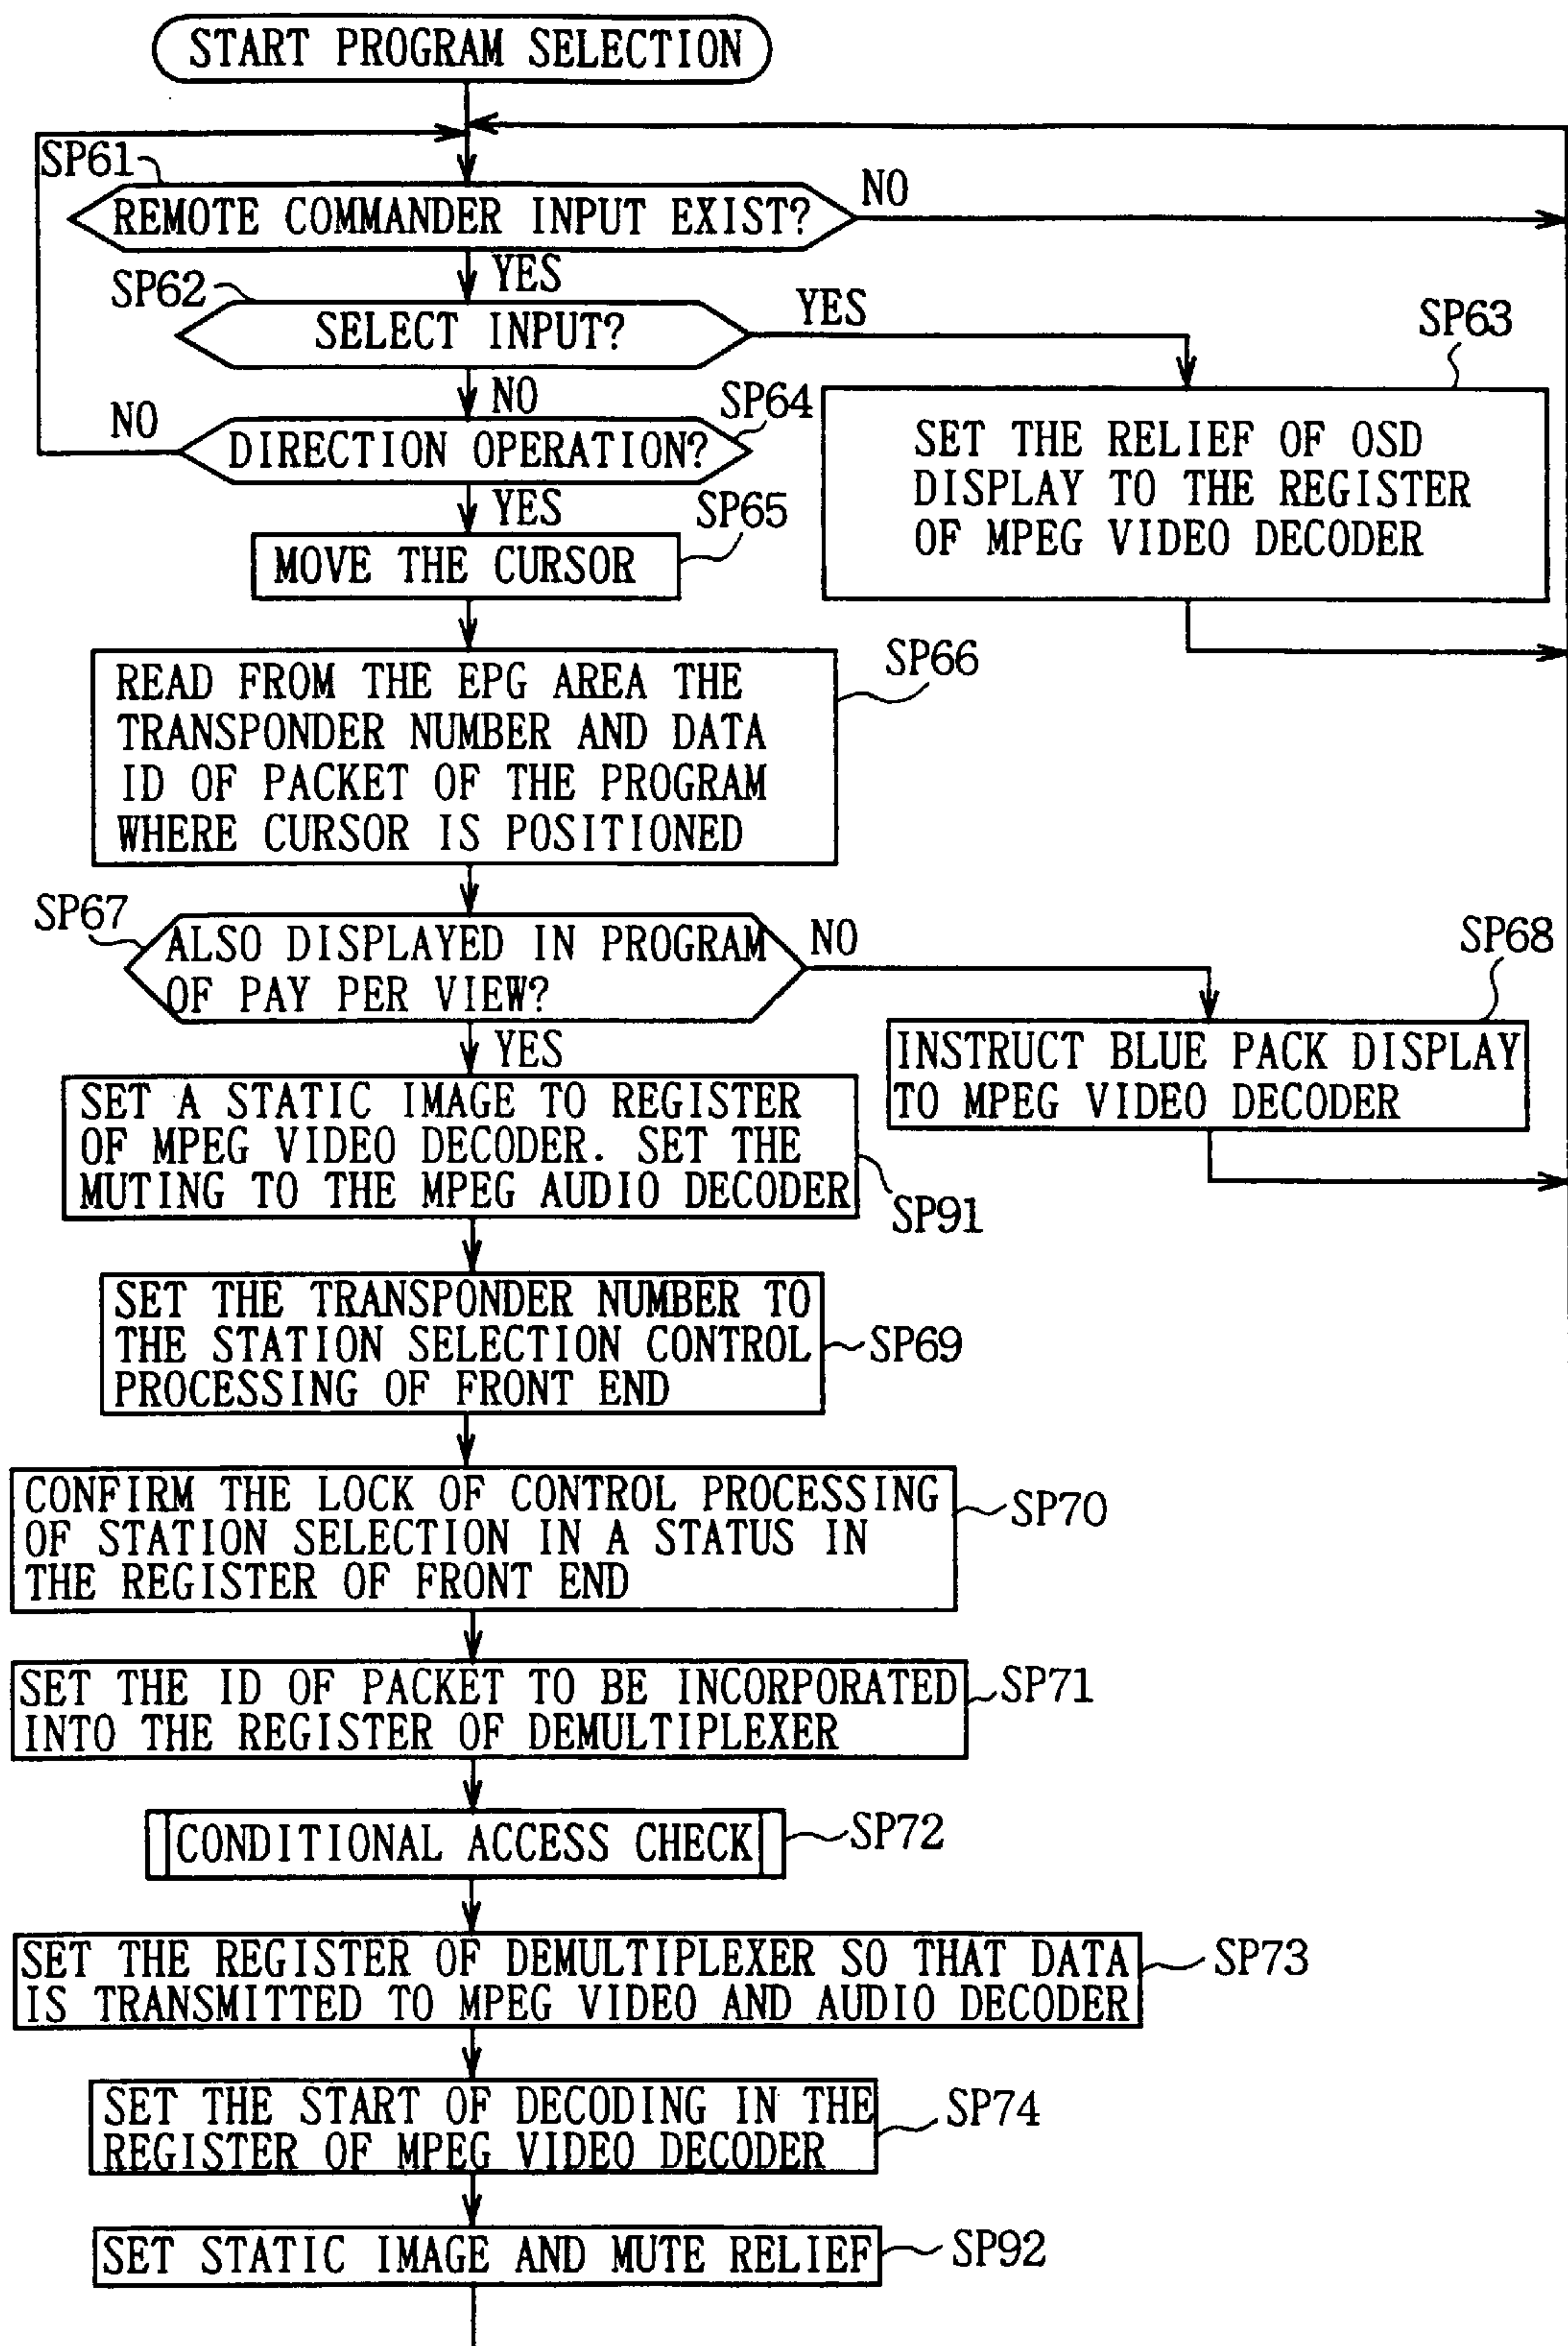 START PROGRAM SELECTION
SP61
REMOTE COMMANDER INPUT EXIST?
NO
YES
SP62
SELECT INPUT?
YES
SP63
NO
NO
DIRECTION OPERATION?
SP64
SET THE RELIEF OF OSD
DISPLAY TO THE REGISTER
OF MPEG VIDEO DECODER
YES
SP65
MOVE THE CURSOR
SP66
READ FROM THE EPG AREA THE
TRANSPONDER NUMBER AND DATA
ID OF PACKET OF THE PROGRAM
WHERE CURSOR IS POSITIONED
SP67
ALSO DISPLAYED IN PROGRAM
OF PAY PER VIEW?
NO
SP68
YES
INSTRUCT BLUE PACK DISPLAY
TO MPEG VIDEO DECODER
SET A STATIC IMAGE TO REGISTER
OF MPEG VIDEO DECODER. SET THE
MUTING TO THE MPEG AUDIO DECODER
SP91
SET THE TRANSPONDER NUMBER TO
THE STATION SELECTION CONTROL
PROCESSING OF FRONT END
SP69
CONFIRM THE LOCK OF CONTROL PROCESSING
OF STATION SELECTION IN A STATUS IN
THE REGISTER OF FRONT END
SP70
SET THE ID OF PACKET TO BE INCORPORATED
INTO THE REGISTER OF DEMULTIPLEXER
SP71
CONDITIONAL ACCESS CHECK
SP72
SET THE REGISTER OF DEMULTIPLEXER SO THAT DATA
IS TRANSMITTED TO MPEG VIDEO AND AUDIO DECODER
SP73
SET THE START OF DECODING IN THE
REGISTER OF MPEG VIDEO DECODER
SP74
SET STATIC IMAGE AND MUTE RELIEF
SP92